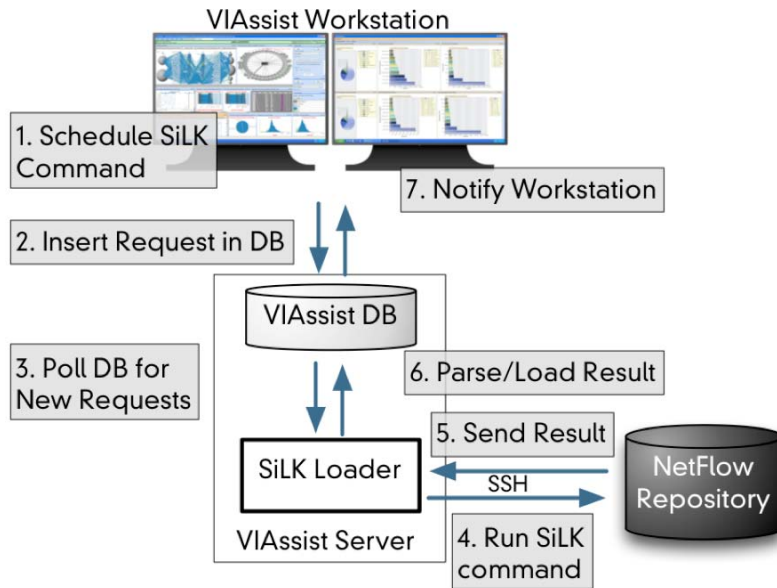 VIAssist Workstation
1. Schedule SiLK
Command
7. Notify Workstation
2. Insert Request in DB
VIAssist DB
3. Poll DB for
New Requests
6. Parse/Load Result
5. Send Result
SiLK Loader
SSH
NetFlow
Repository
VIAssist Server
4. Run SiLK
command